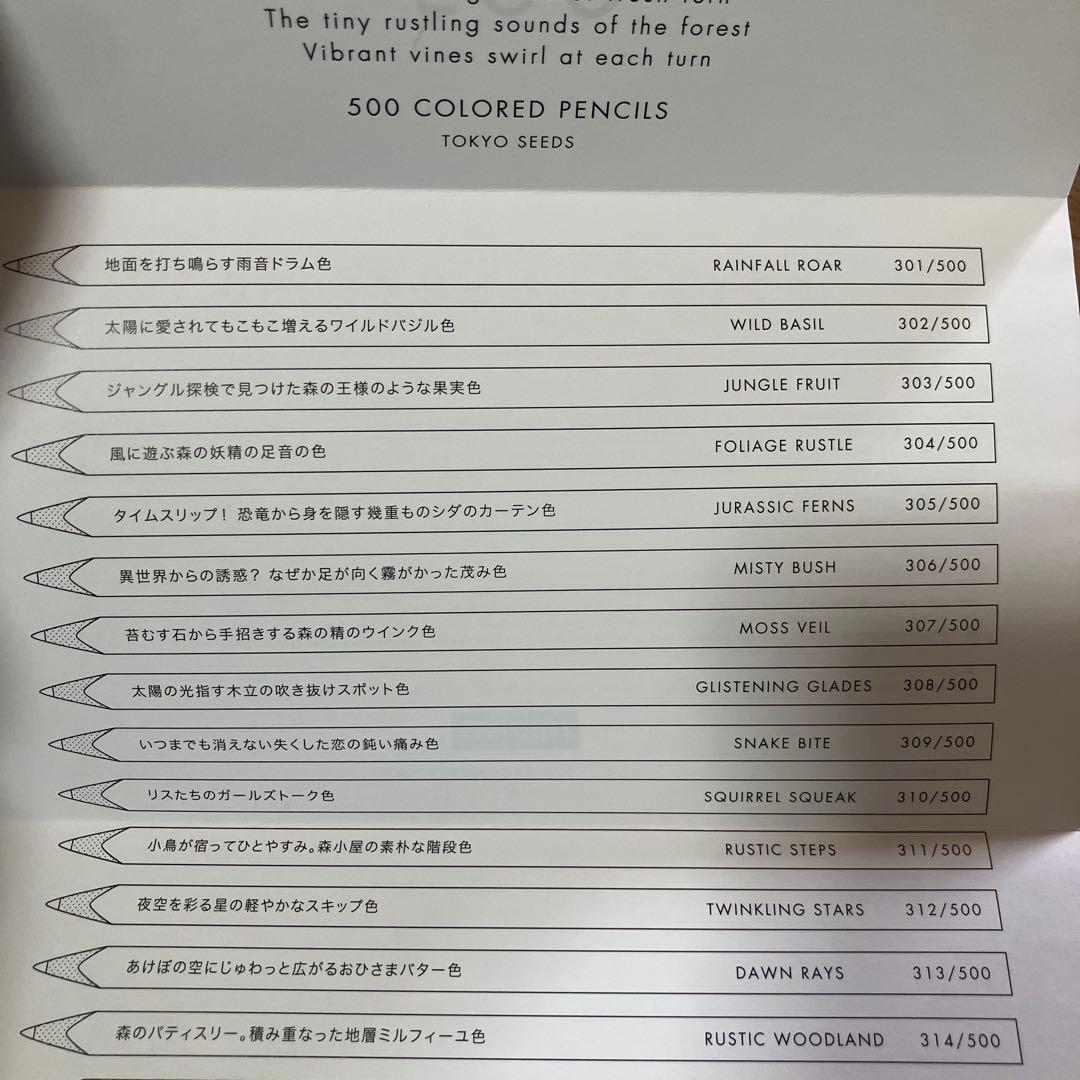 The tiny rustling sounds of the forest
Vibrant vines swirl at each turn
500 COLORED PENCILS
TOKYO SEEDS
地面を打ち鳴らす雨音ドラム色 RAINFALL ROAR 301/500
太陽に愛されてもこもこ増えるワイルドバジル色 WILD BASIL 302/500
ジャングル探検で見つけた森の王様のような果実色 JUNGLE FRUIT 303/500
風に遊ぶ森の妖精の足音の色 FOLIAGE RUSTLE 304/500
タイムスリップ！ 恐竜から身を隠す幾重ものシダのカーテン色 JURASSIC FERNS 305/500
異世界からの誘惑？ なぜか足が向く霧がかった茂み色 MISTY BUSH 306/500
苔むす石から手招きする森の精のウインク色 MOSS VEIL 307/500
太陽の光指す木立の吹き抜けスポット色 GLISTENING GLADES 308/500
いつまでも消えない失くした恋の鈍い痛み色 SNAKE BITE 309/500
リスたちのガールズトーク色 SQUIRREL SQUEAK 310/500
小鳥が宿ってひとやすみ。森小屋の素朴な階段色 RUSTIC STEPS 311/500
夜空を彩る星の軽やかなスキップ色 TWINKLING STARS 312/500
あけぼの空にじゅわっと広がるおひさまバター色 DAWN RAYS 313/500
森のパティスリー。積み重なった地層ミルフィーユ色 RUSTIC WOODLAND 314/500